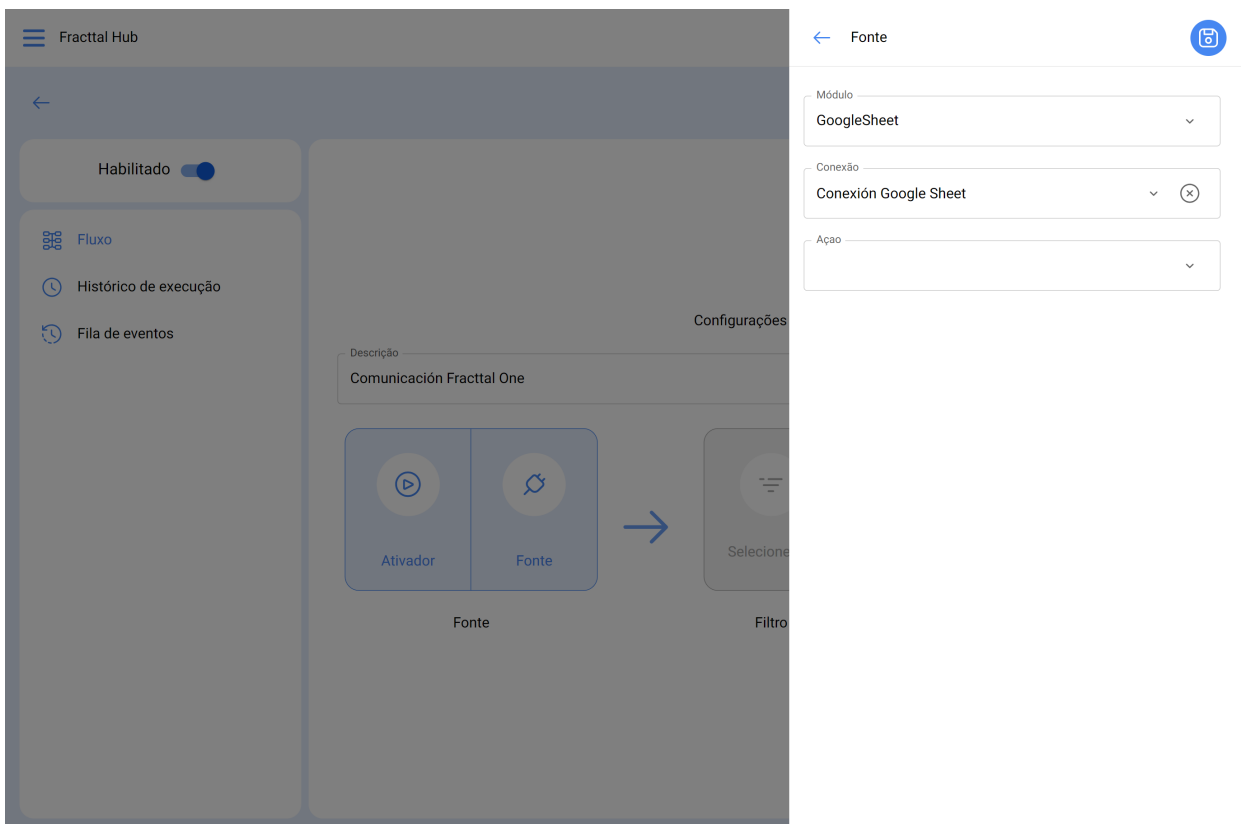 Fracttal Hub
Habilitado
Fluxo
Histórico de execução
Fila de eventos
Configurações
Descrição
Comunicación Fracttal One
Ativador
Fonte
Selecione
Fonte
Filtro
Fonte
Módulo
GoogleSheet
Conexão
Conexión Google Sheet
Açao